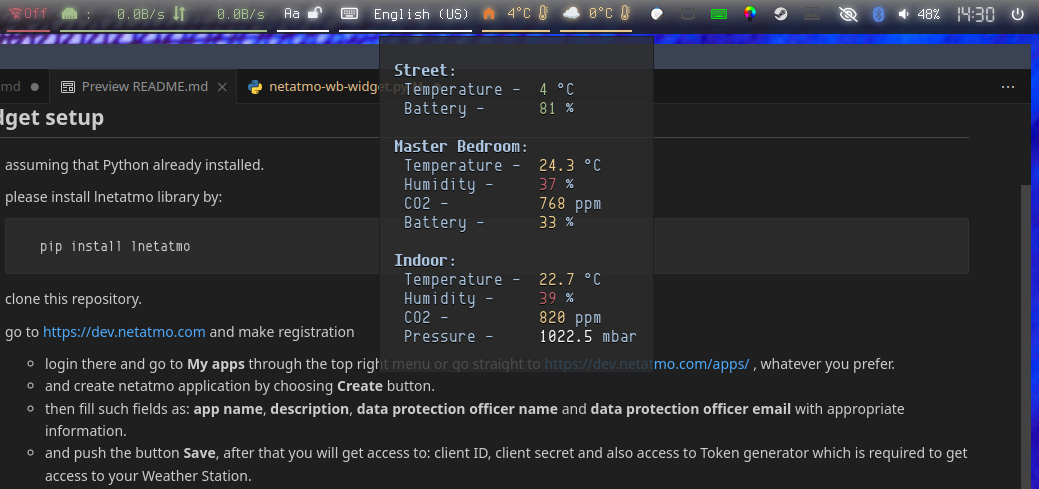 Off : 0.0B/s 0.0B/s Aa English (US) 4°C 0°C 48% 14:30
md Preview README.md netatmo-wb-widget.py
dget setup
assuming that Python already installed.
please install lnetatmo library by:
pip install lnetatmo
clone this repository.
go to https://dev.netatmo.com and make registration
login there and go to My apps through the top right menu or go straight to https://dev.netatmo.com/apps/ , whatever you prefer.
and create netatmo application by choosing Create button.
then fill such fields as: app name, description, data protection officer name and data protection officer email with appropriate
information.
and push the button Save, after that you will get access to: client ID, client secret and also access to Token generator which is required to get
access to your Weather Station.
Street:
Temperature - 4 °C
Battery - 81 %
Master Bedroom:
Temperature - 24.3 °C
Humidity - 37 %
CO2 - 768 ppm
Battery - 33 %
Indoor:
Temperature - 22.7 °C
Humidity - 39 %
CO2 - 820 ppm
Pressure - 1022.5 mbar